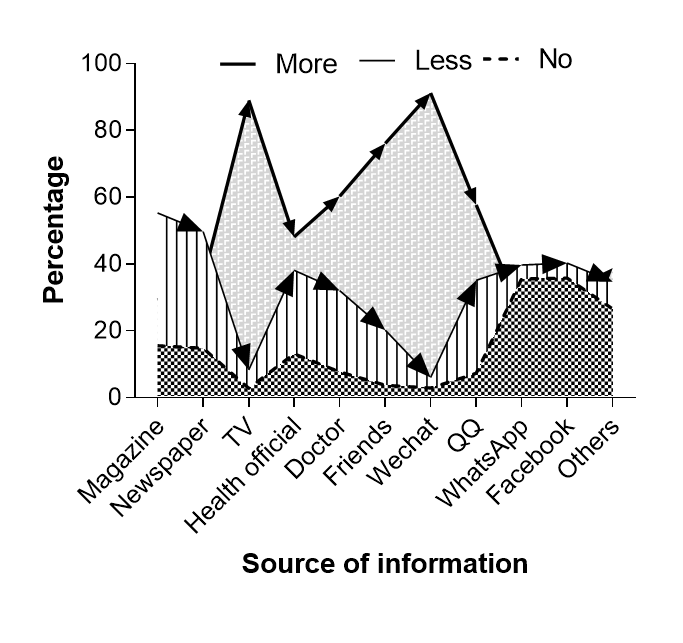 More Less No
Percentage
100
80
60
40
20
0
Magazine
Newspaper
TV
Health official
Doctor
Friends
Wechat
QQ
WhatsApp
Facebook
Others
Source of information